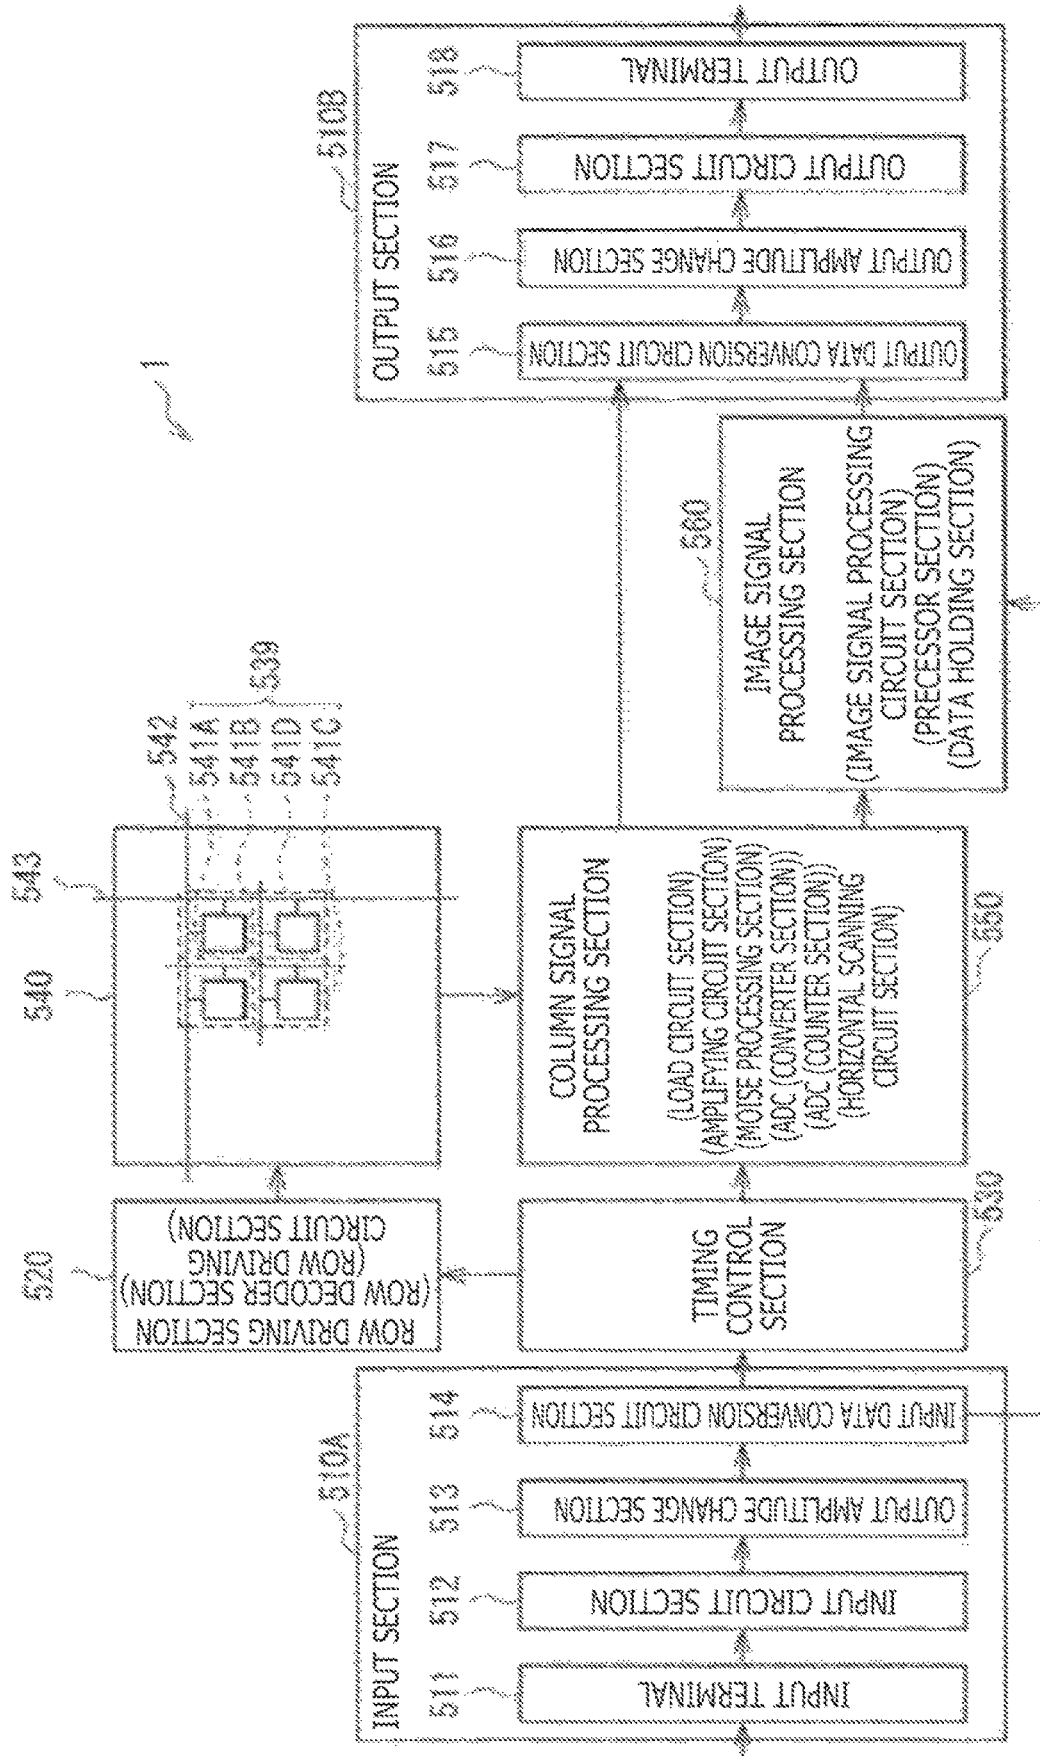 1
540
543
542
541A
541B
541D
541C
539
520
ROW DRIVING SECTION
(ROW DECODER SECTION)
(ROW DRIVING
CIRCUIT SECTION)
510A
INPUT SECTION
511
INPUT TERMINAL
512
INPUT CIRCUIT SECTION
513
OUTPUT AMPLITUDE CHANGE SECTION
514
INPUT DATA CONVERSION CIRCUIT SECTION
TIMING
CONTROL
SECTION
530
COLUMN SIGNAL
PROCESSING SECTION
(LOAD CIRCUIT SECTION)
(AMPLIFYING CIRCUIT SECTION)
(MOISE PROCESSING SECTION)
(ADC (CONVERTER SECTION))
(ADC (COUNTER SECTION))
(HORIZONTAL SCANNING
CIRCUIT SECTION)
550
560
IMAGE SIGNAL
PROCESSING SECTION
(IMAGE SIGNAL PROCESSING
CIRCUIT SECTION)
(PRECESSOR SECTION)
(DATA HOLDING SECTION)
510B
OUTPUT SECTION
515
OUTPUT DATA CONVERSION CIRCUIT SECTION
516
OUTPUT AMPLITUDE CHANGE SECTION
517
OUTPUT CIRCUIT SECTION
518
OUTPUT TERMINAL